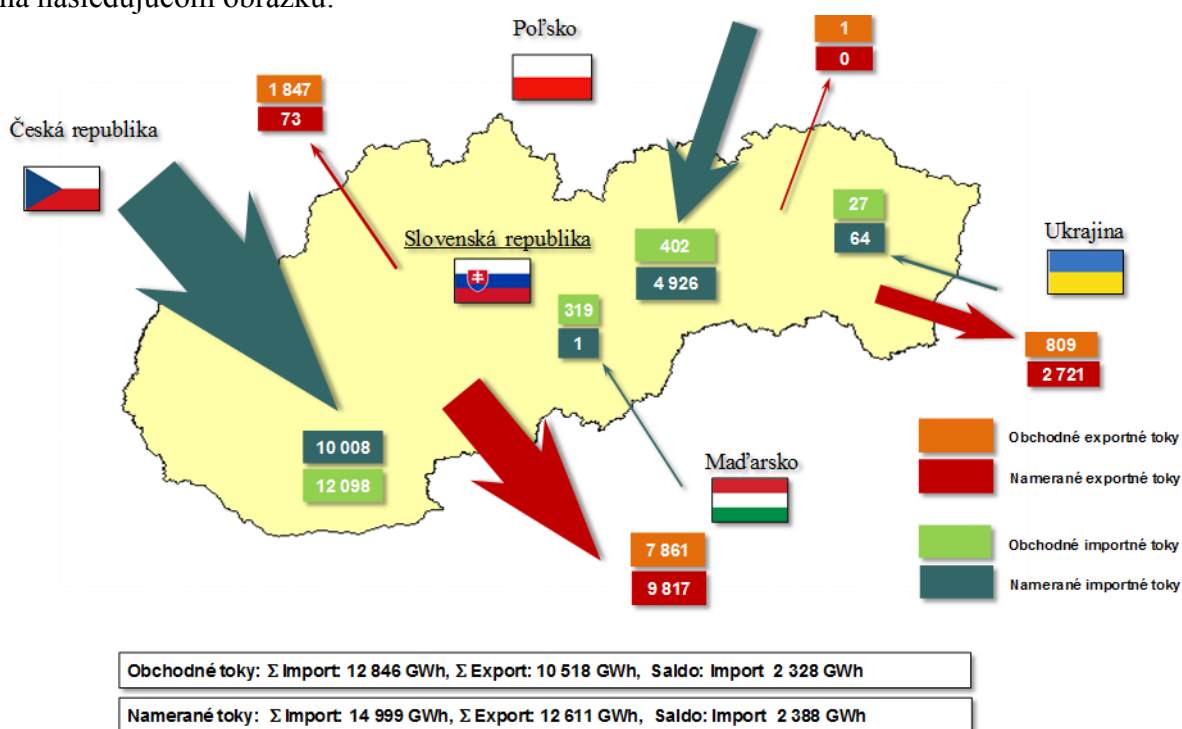 na nasledujúcom obrázku.
Poľsko
1
0
1 847
73
Česká republika
27
64
Ukrajina
Slovenská republika
402
4 926
319
1
809
2 721
10 008
12 098
Maďarsko
7 861
9 817
Obchodné exportné toky
Namerané exportné toky
Obchodné importné toky
Namerané importné toky
Obchodné toky: Σ Import: 12 846 GWh, Σ Export: 10 518 GWh, Saldo: Import 2 328 GWh
Namerané toky: Σ Import: 14 999 GWh, Σ Export: 12 611 GWh, Saldo: Import 2 388 GWh